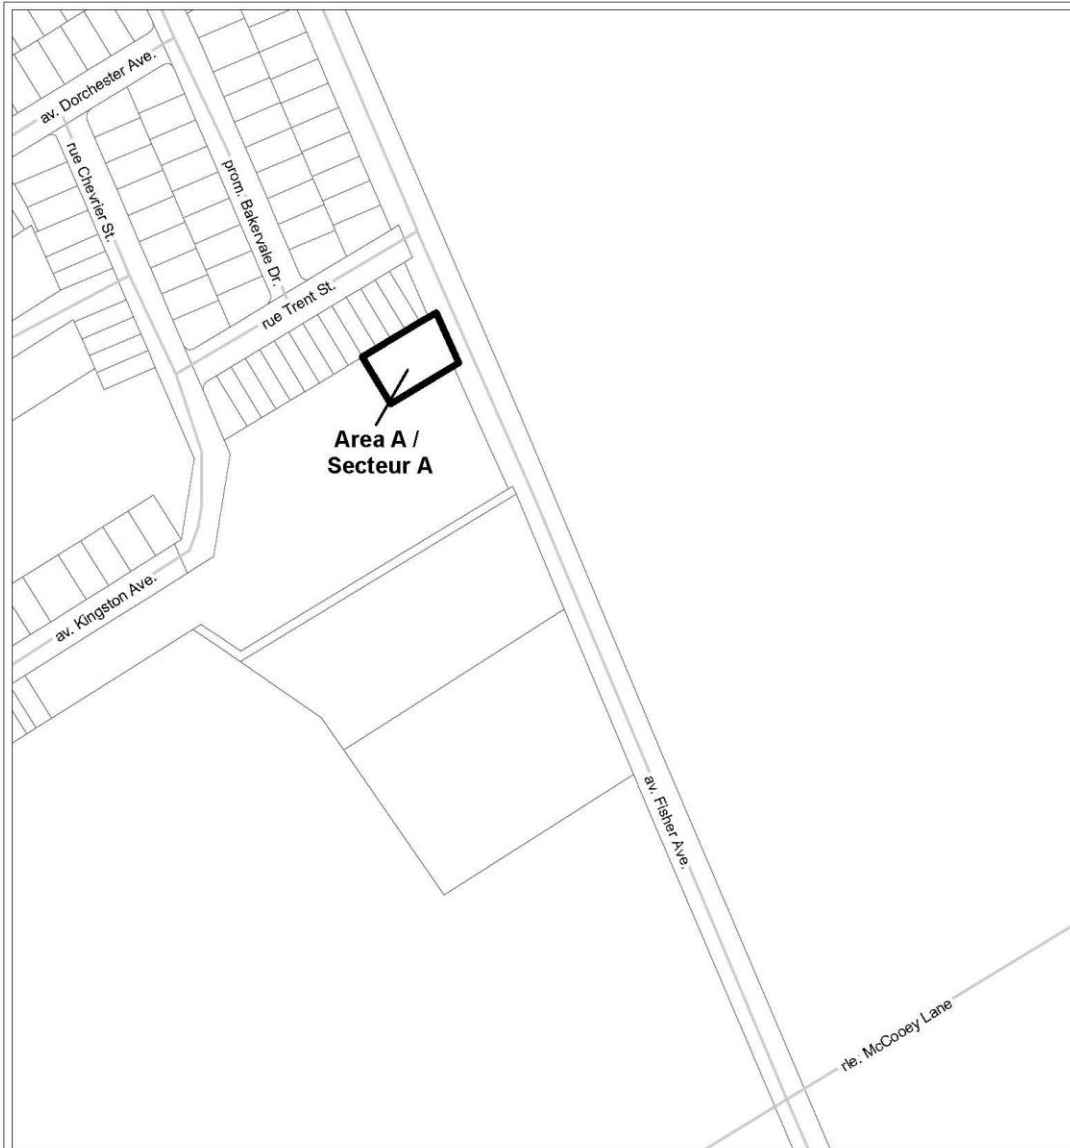 av. Dorchester Ave.
rue Chevrier St.
prom. Bakervale Dr.
rue Trent St.
Area A /
Secteur A
av. Kingston Ave.
av. Fisher Ave.
rle. McCooey Lane